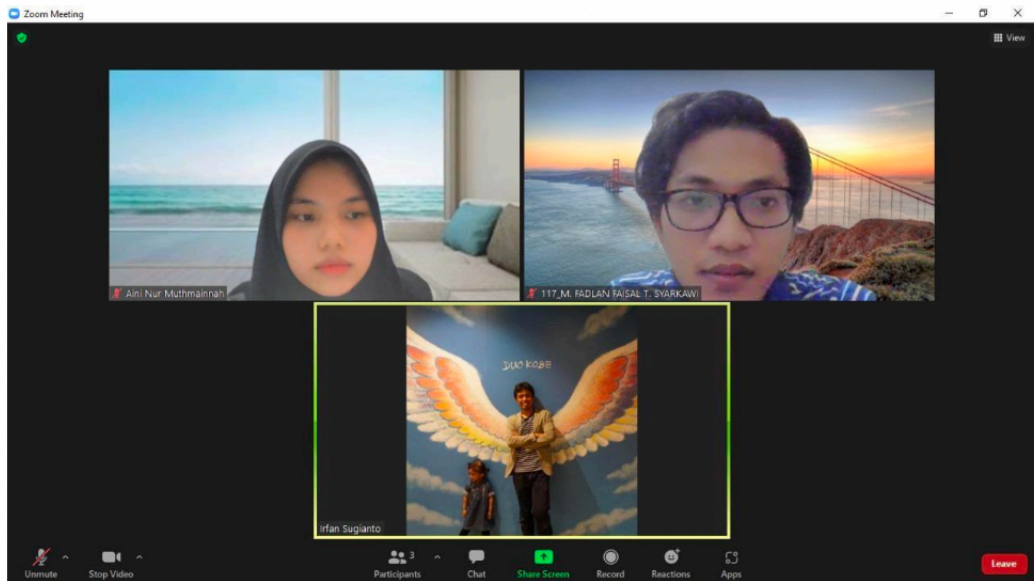 Zoom Meeting
View
Aini Nur Muthmainnah
117_M. FADLAN FAISAL T. SYARKAWI
DUO KOBE
Irfan Sugianto
Unmute
Stop Video
3
Participants
Chat
Share Screen
Record
Reactions
Apps
Leave